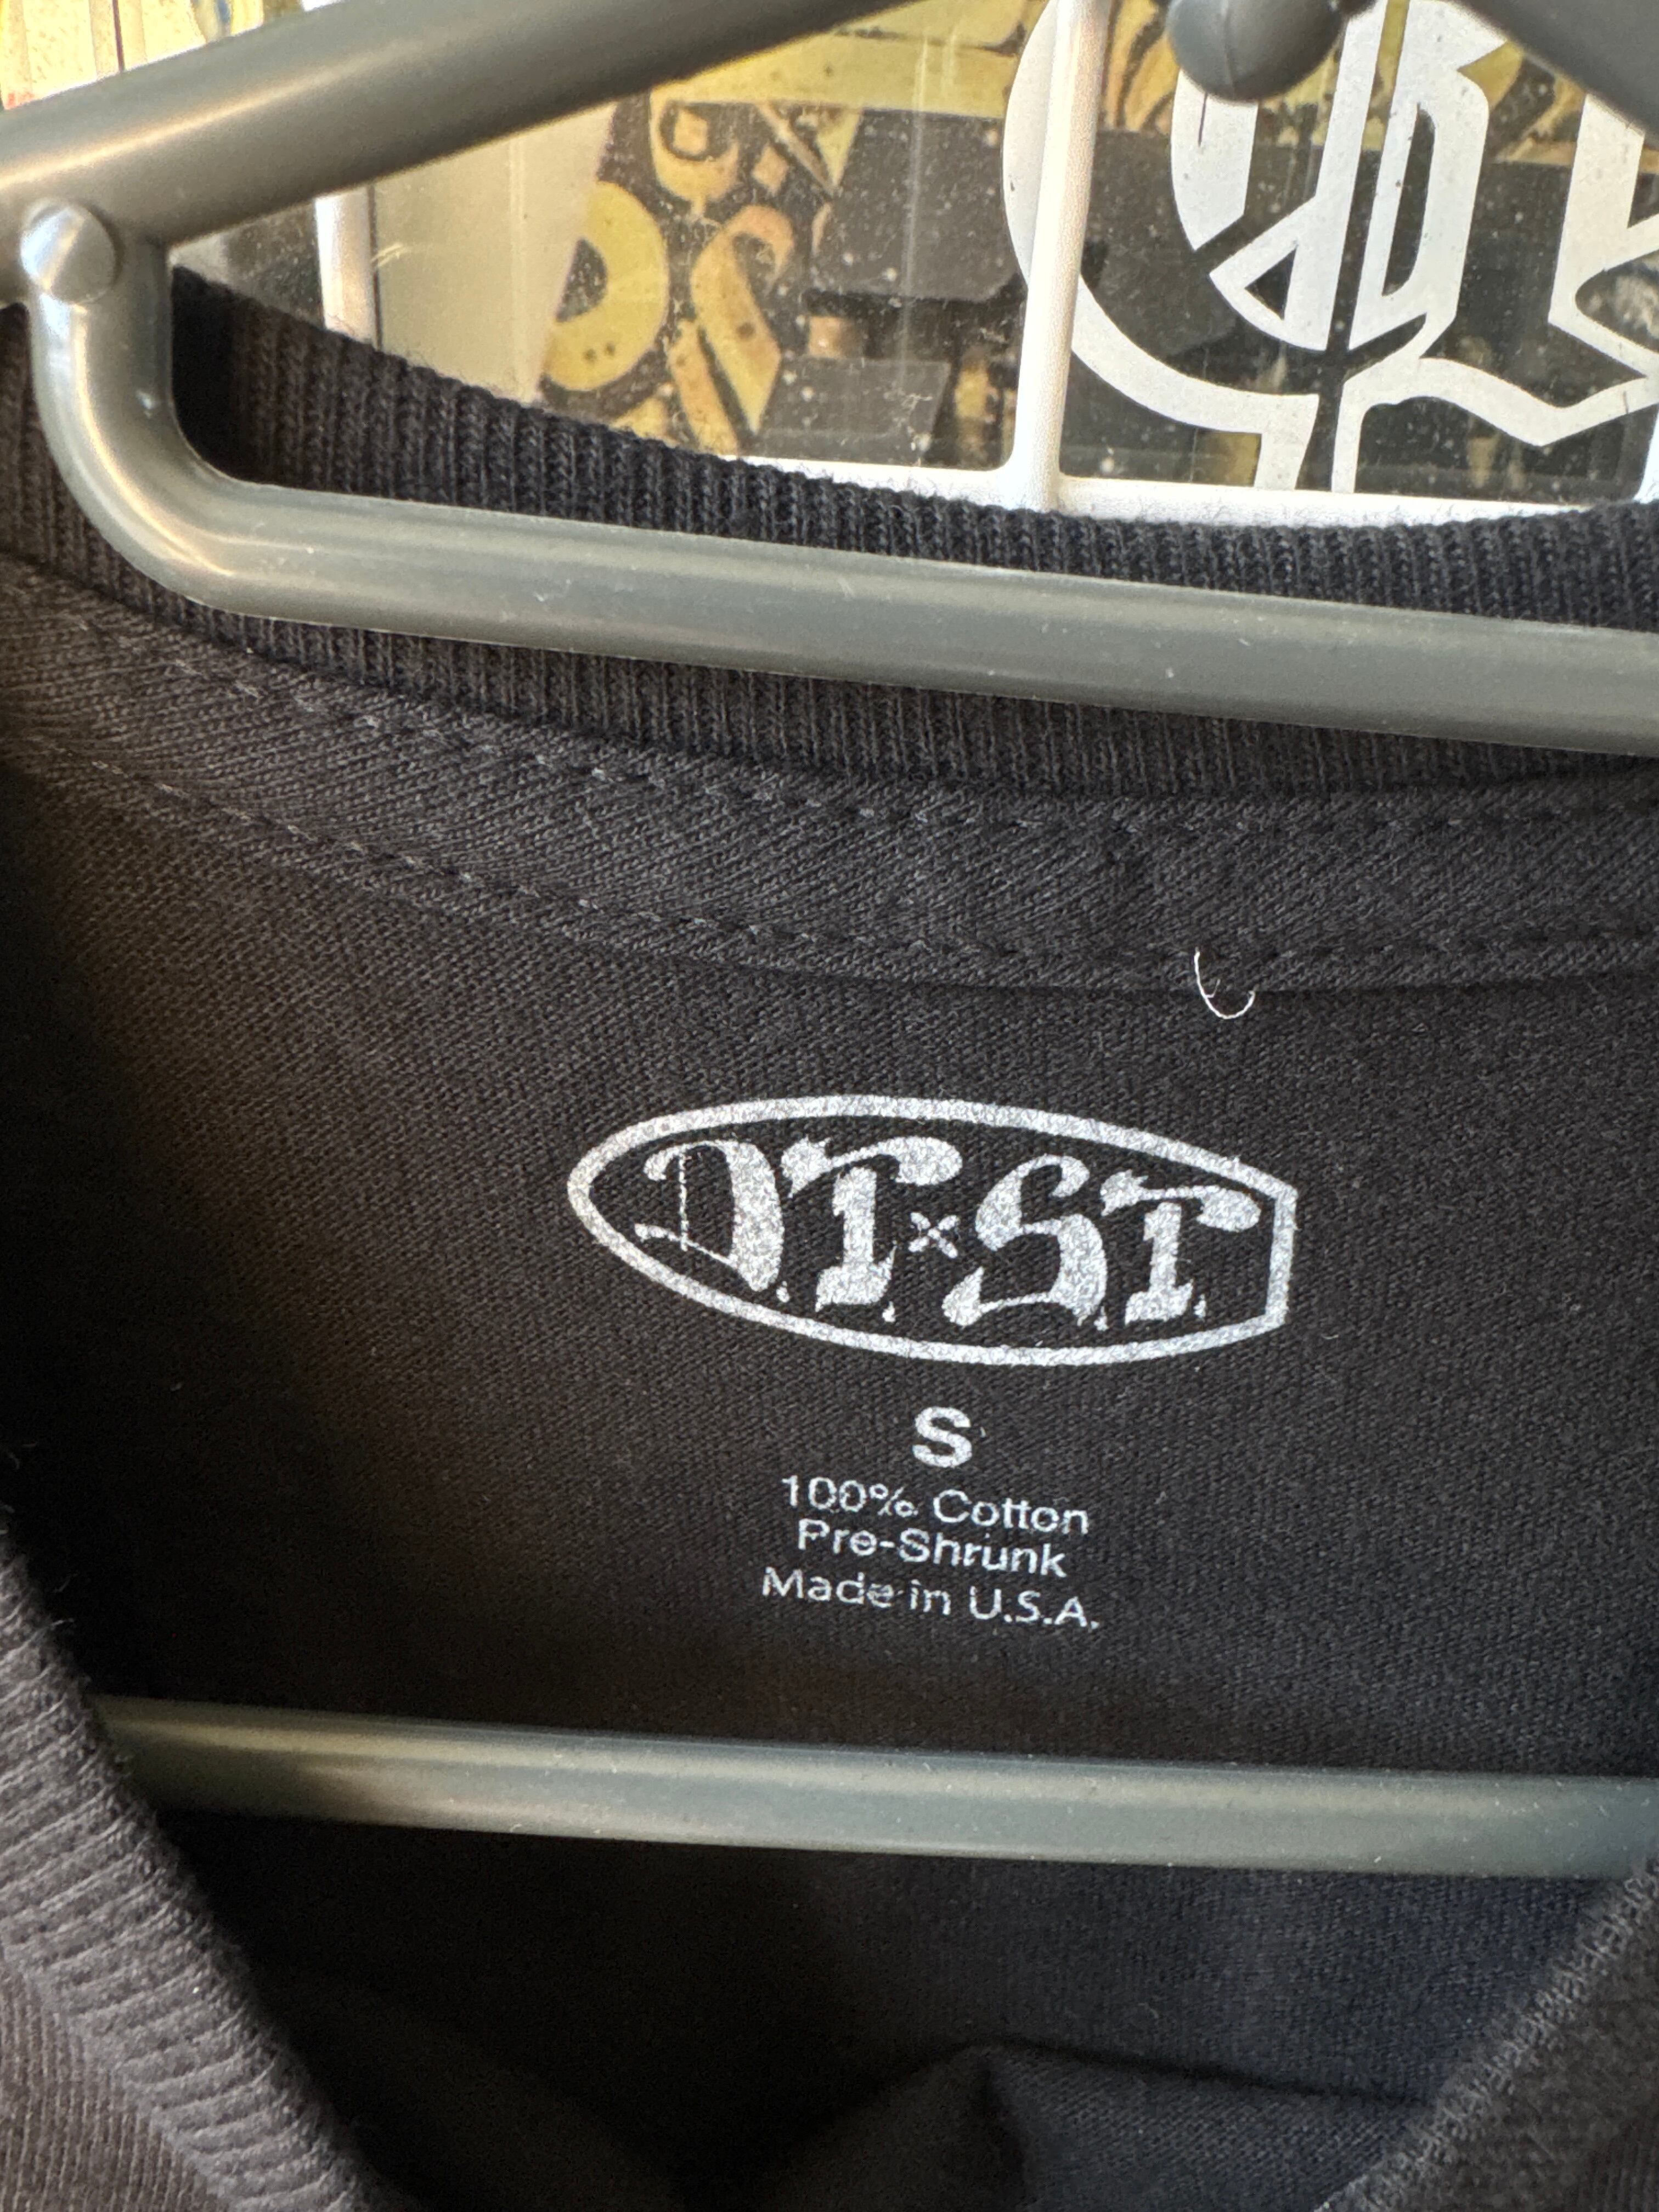 D.T.×S.T.
S
100% Cotton
Pre-Shrunk
Made in U.S.A.